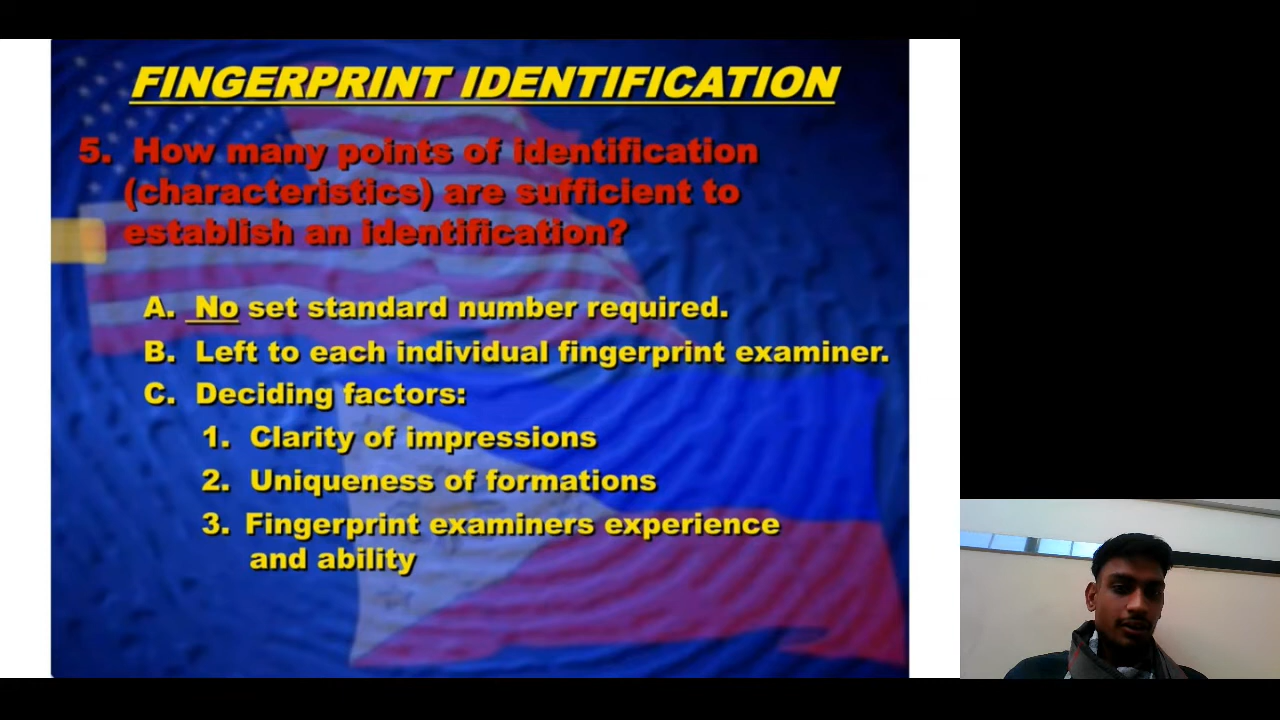 FINGERPRINT IDENTIFICATION
5. How many points of identification
(characteristics) are sufficient to
establish an identification?
A. No set standard number required.
B. Left to each individual fingerprint examiner.
C. Deciding factors:
1. Clarity of impressions
2. Uniqueness of formations
3. Fingerprint examiners experience
and ability